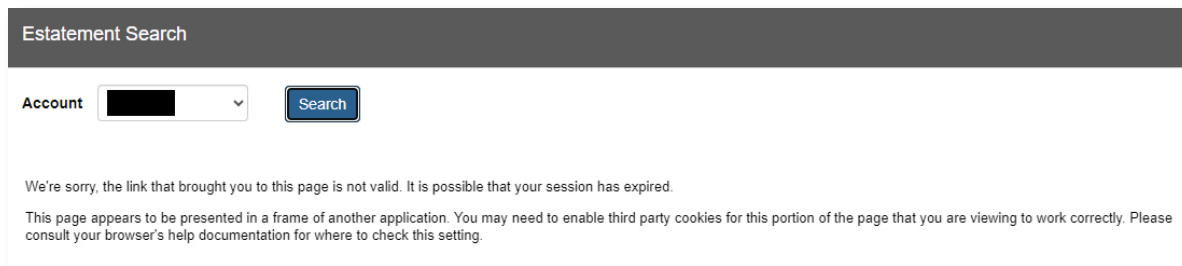 Estatement Search
Account Search
We're sorry, the link that brought you to this page is not valid. It is possible that your session has expired.
This page appears to be presented in a frame of another application. You may need to enable third party cookies for this portion of the page that you are viewing to work correctly. Please
consult your browser's help documentation for where to check this setting.